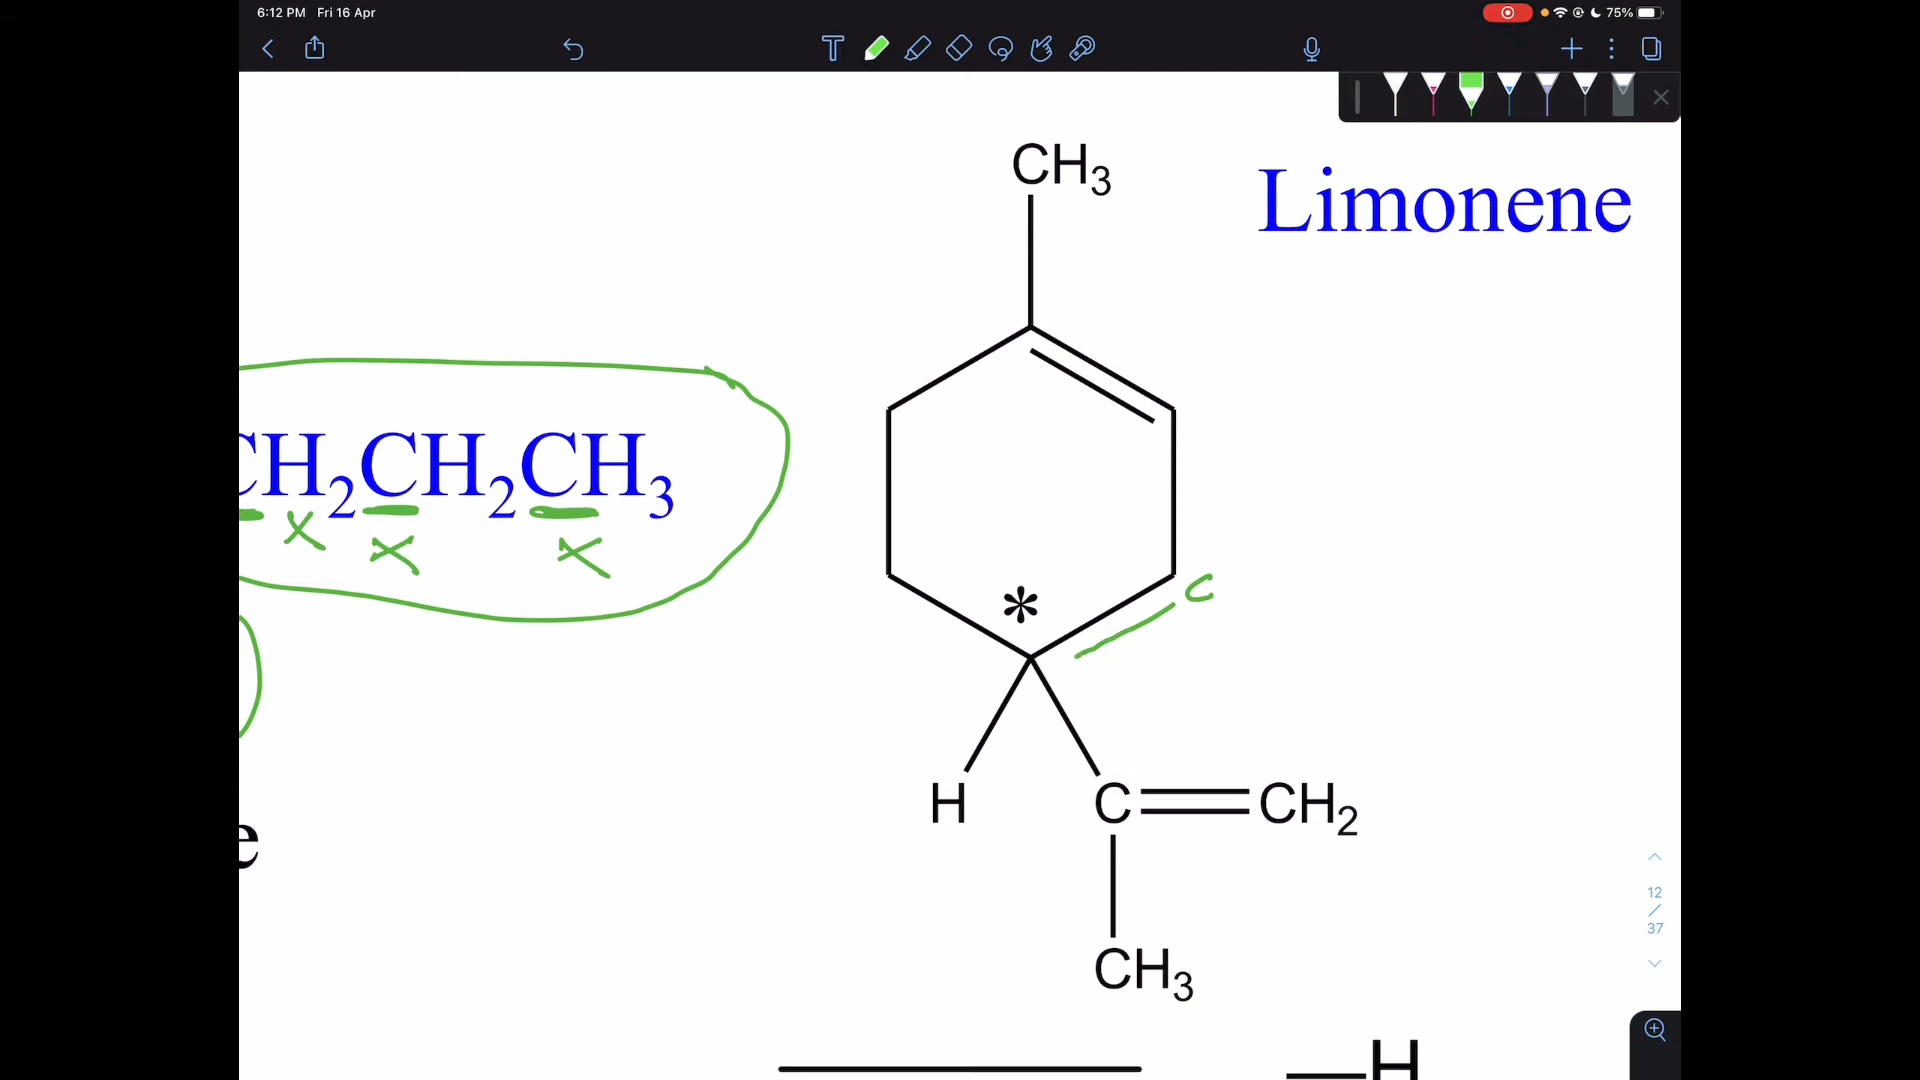 6:12 PM Fri 16 Apr
75%
CH3
Limonene
CH2CH2CH3
x x x
*
c
H C CH2
e
12
/
37
CH3
H